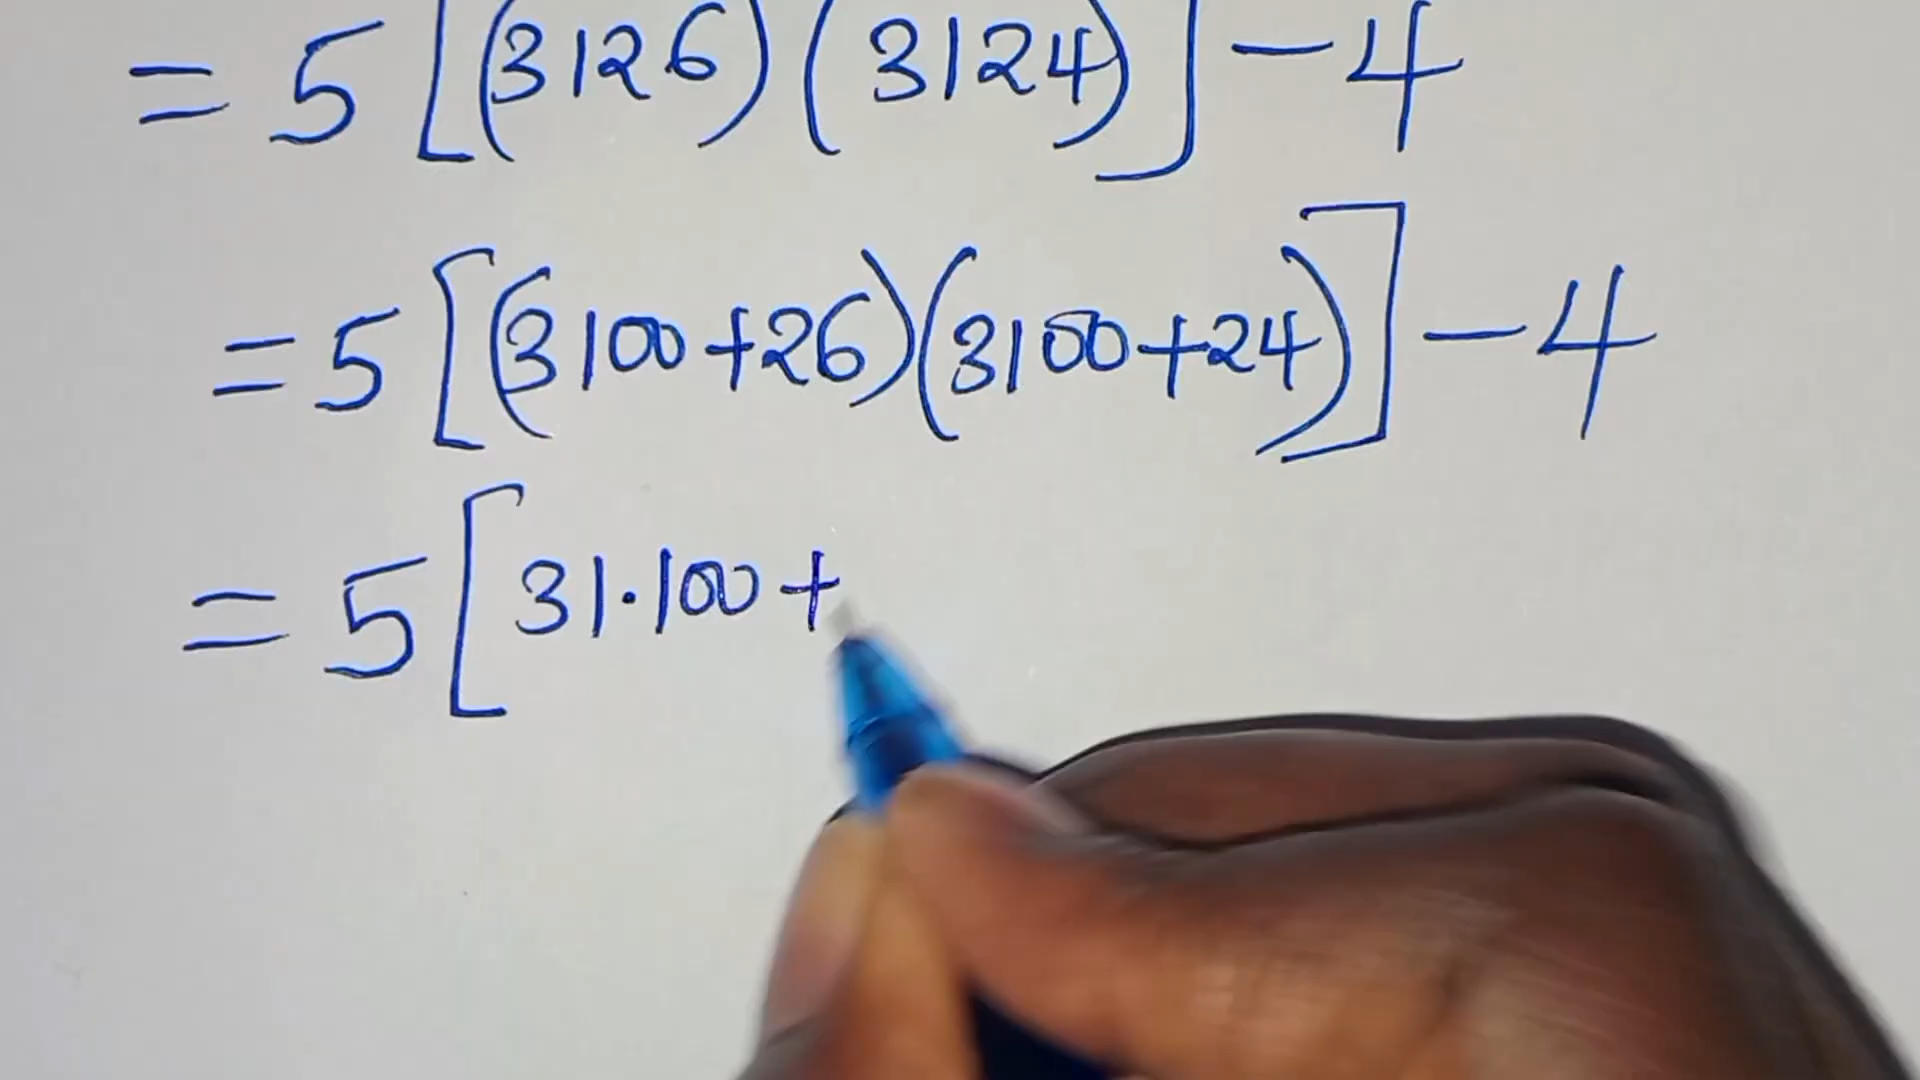 = 5 [(3126)(3124)] - 4
= 5 [(3100+26)(3100+24)] - 4
= 5 [31·100 +